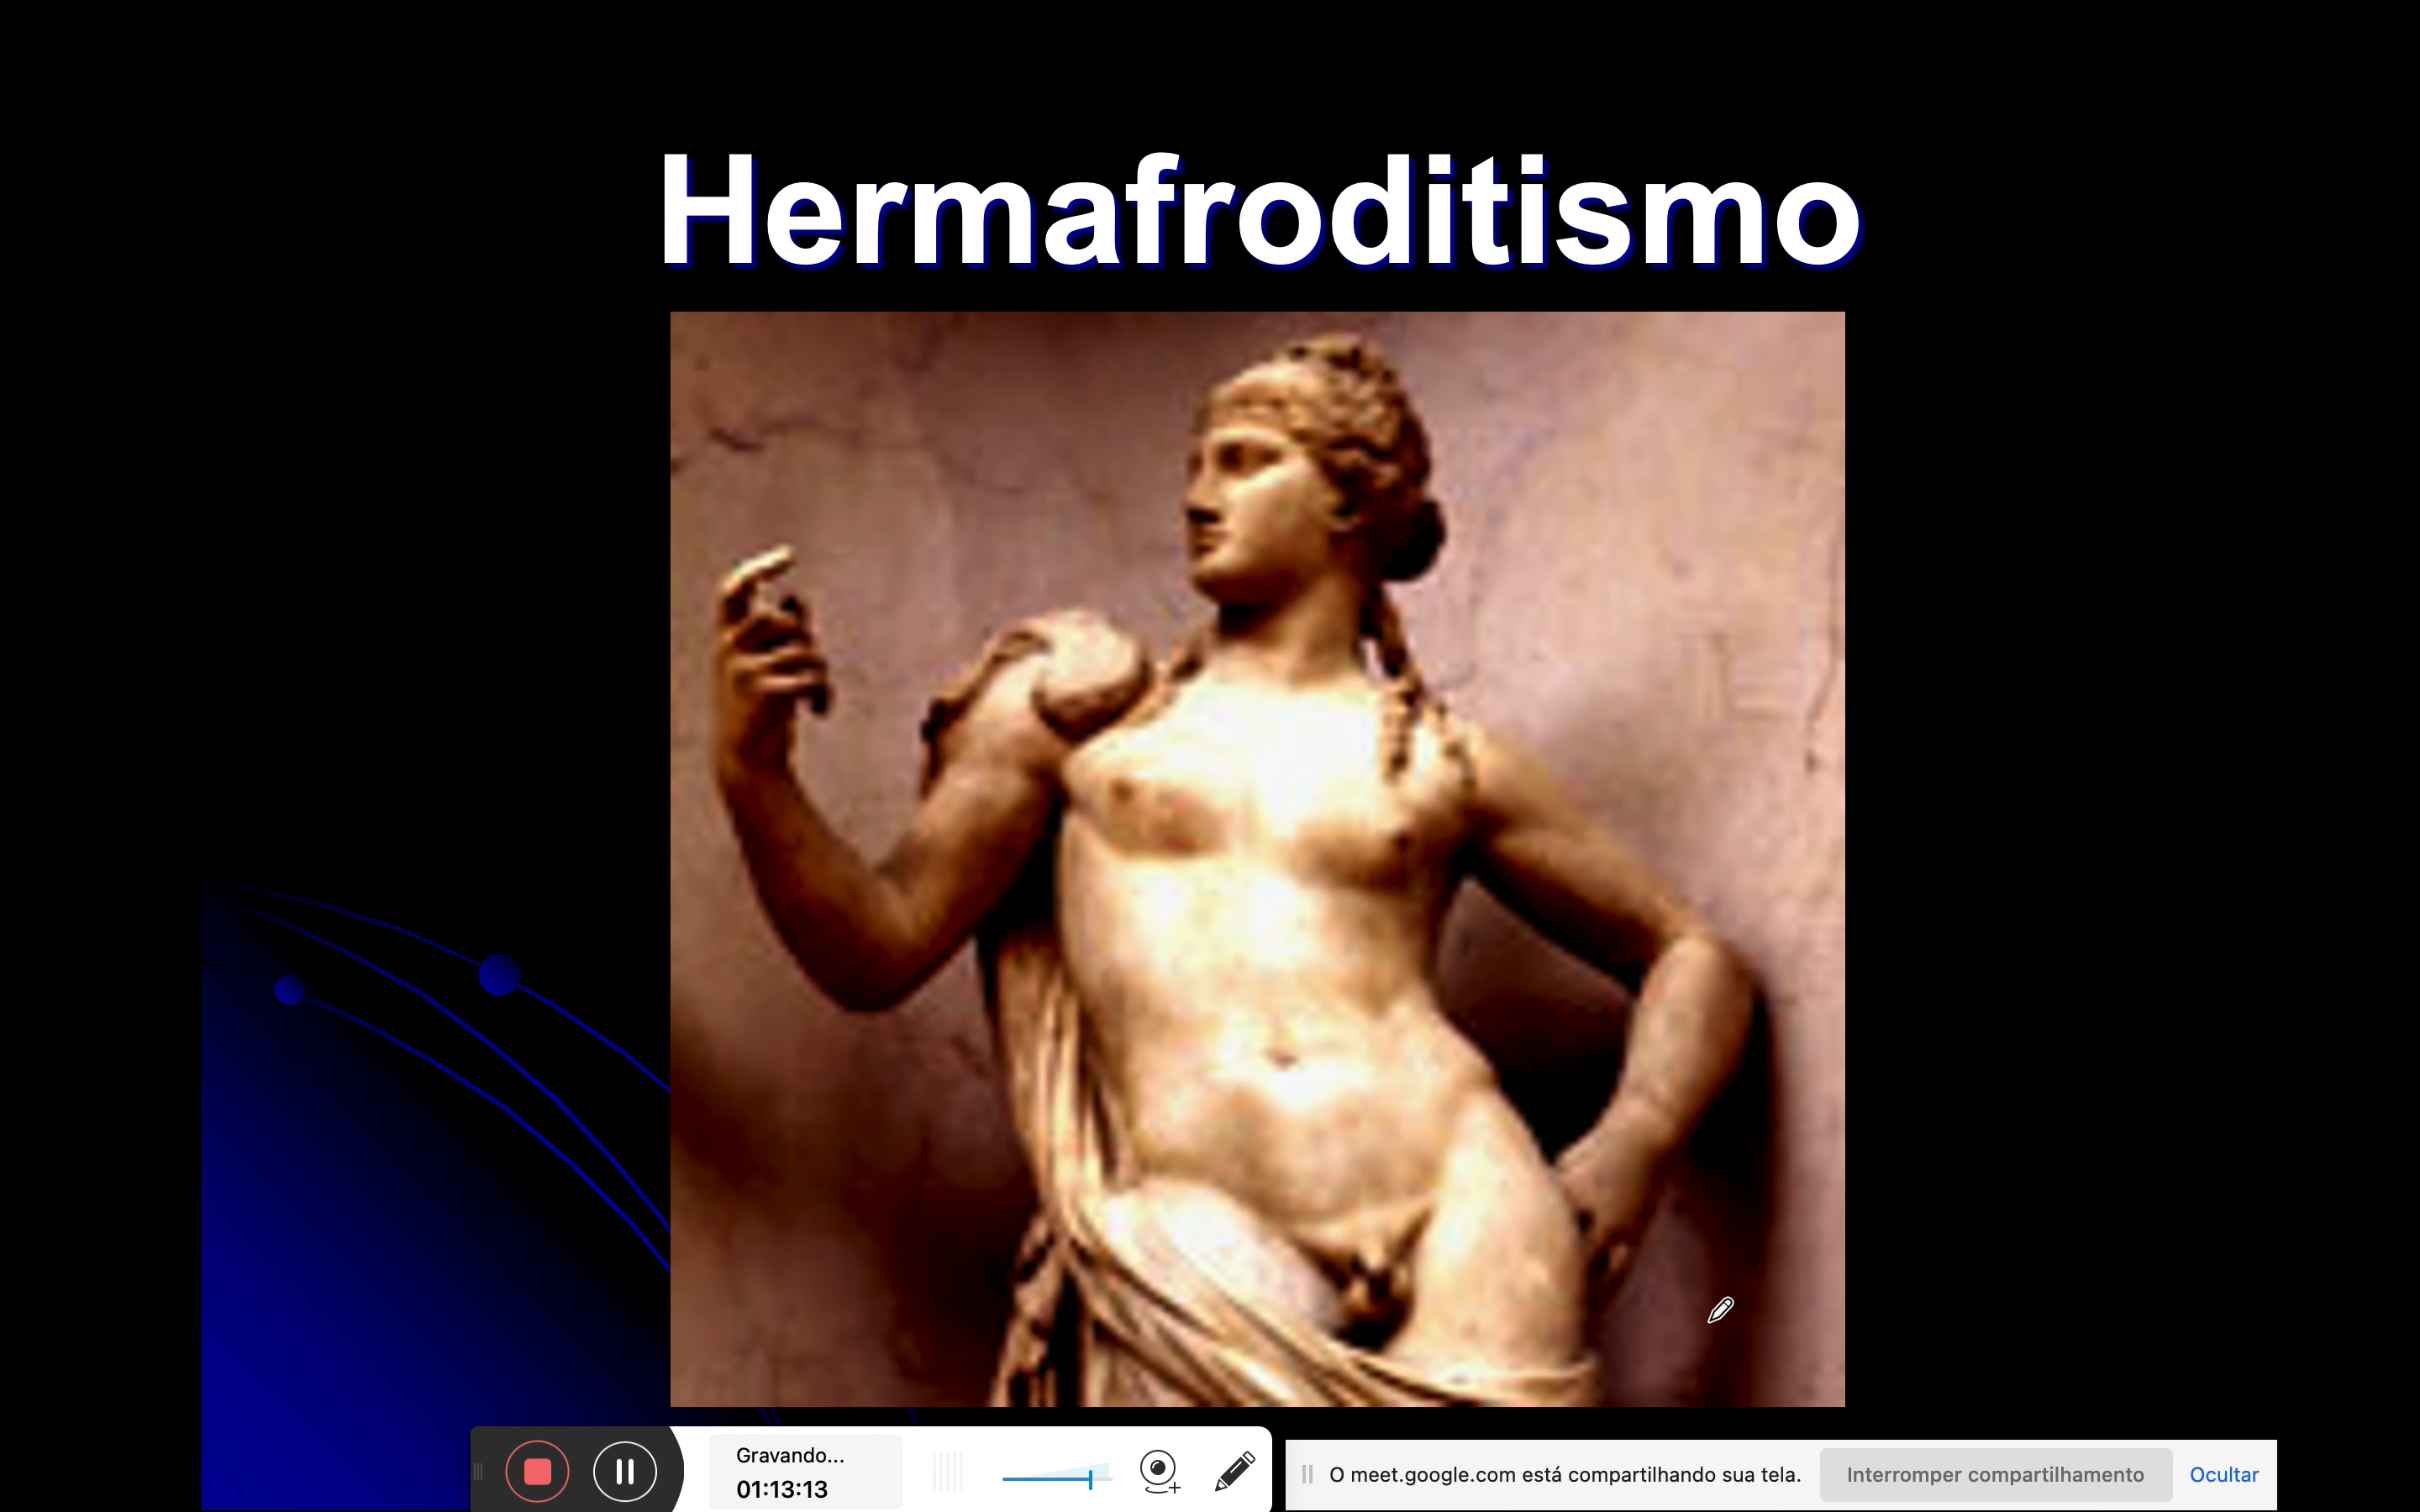 Hermafroditismo
Gravando...
01:13:13
O meet.google.com está compartilhando sua tela.
Interromper compartilhamento
Ocultar